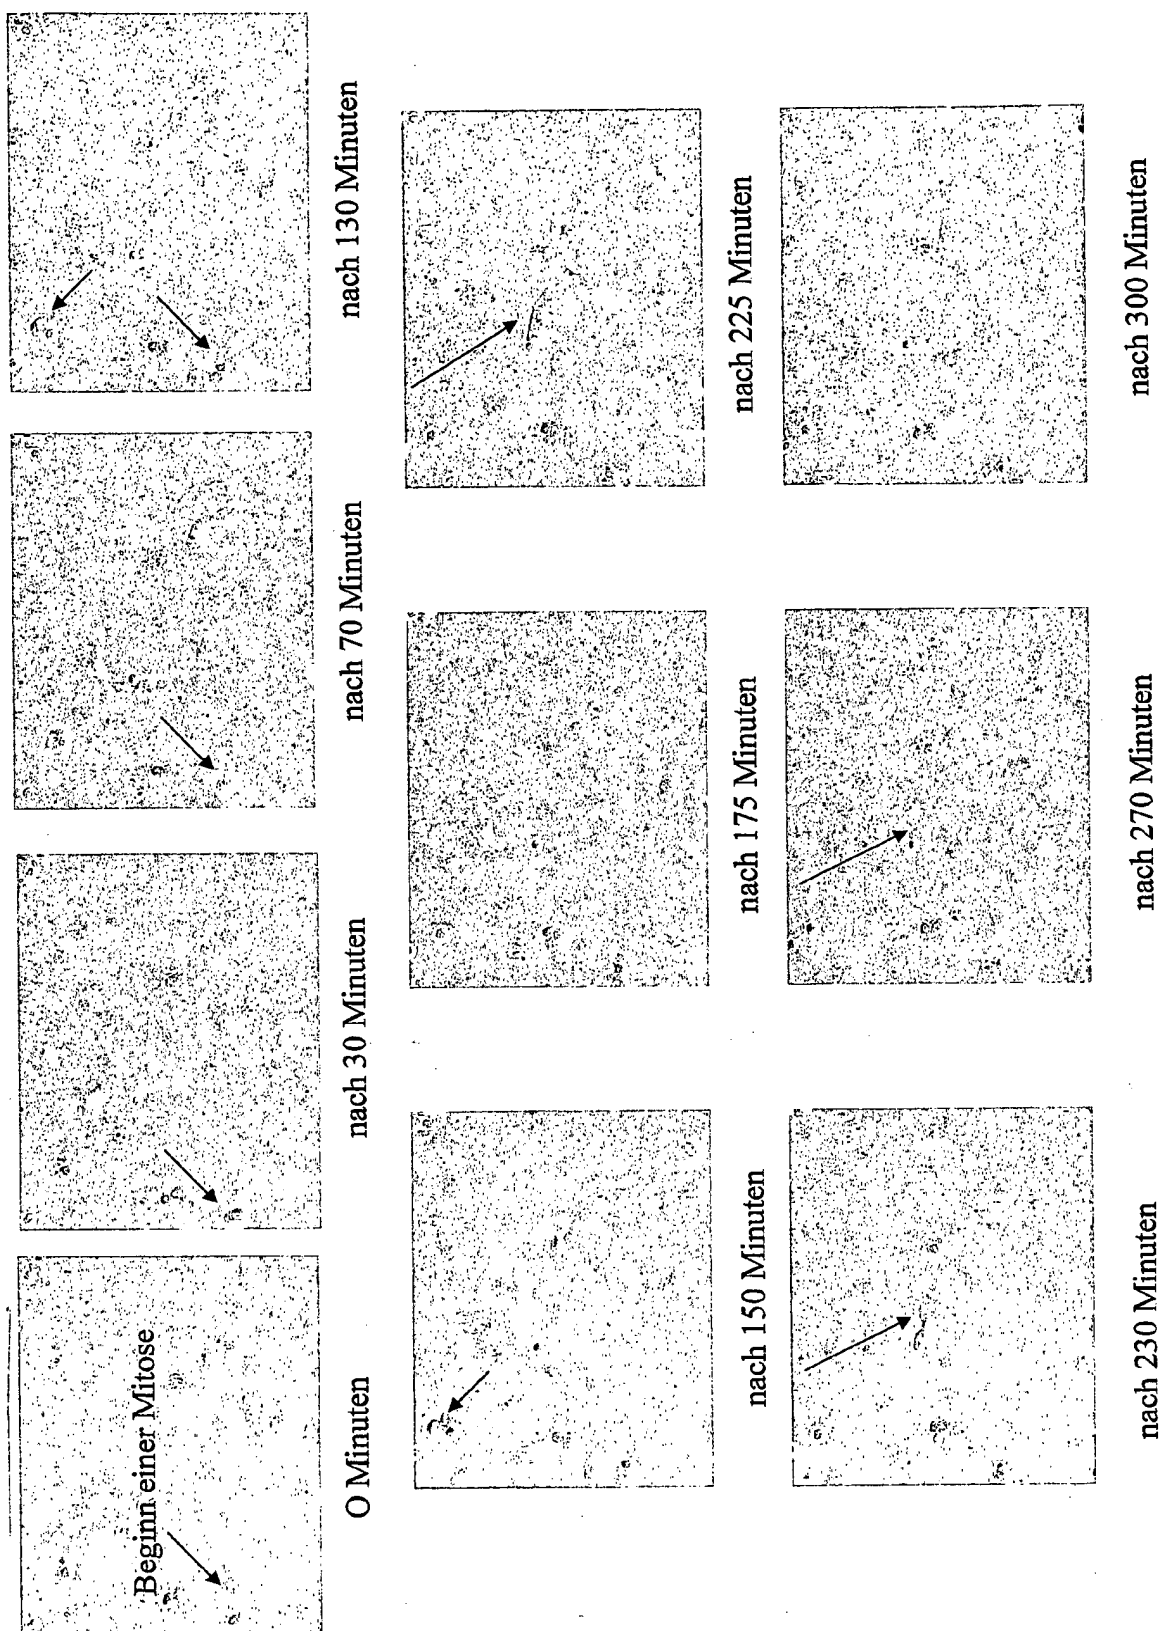 Beginn einer Mitose
O Minuten
nach 30 Minuten
nach 70 Minuten
nach 130 Minuten
nach 150 Minuten
nach 175 Minuten
nach 225 Minuten
nach 230 Minuten
nach 270 Minuten
nach 300 Minuten